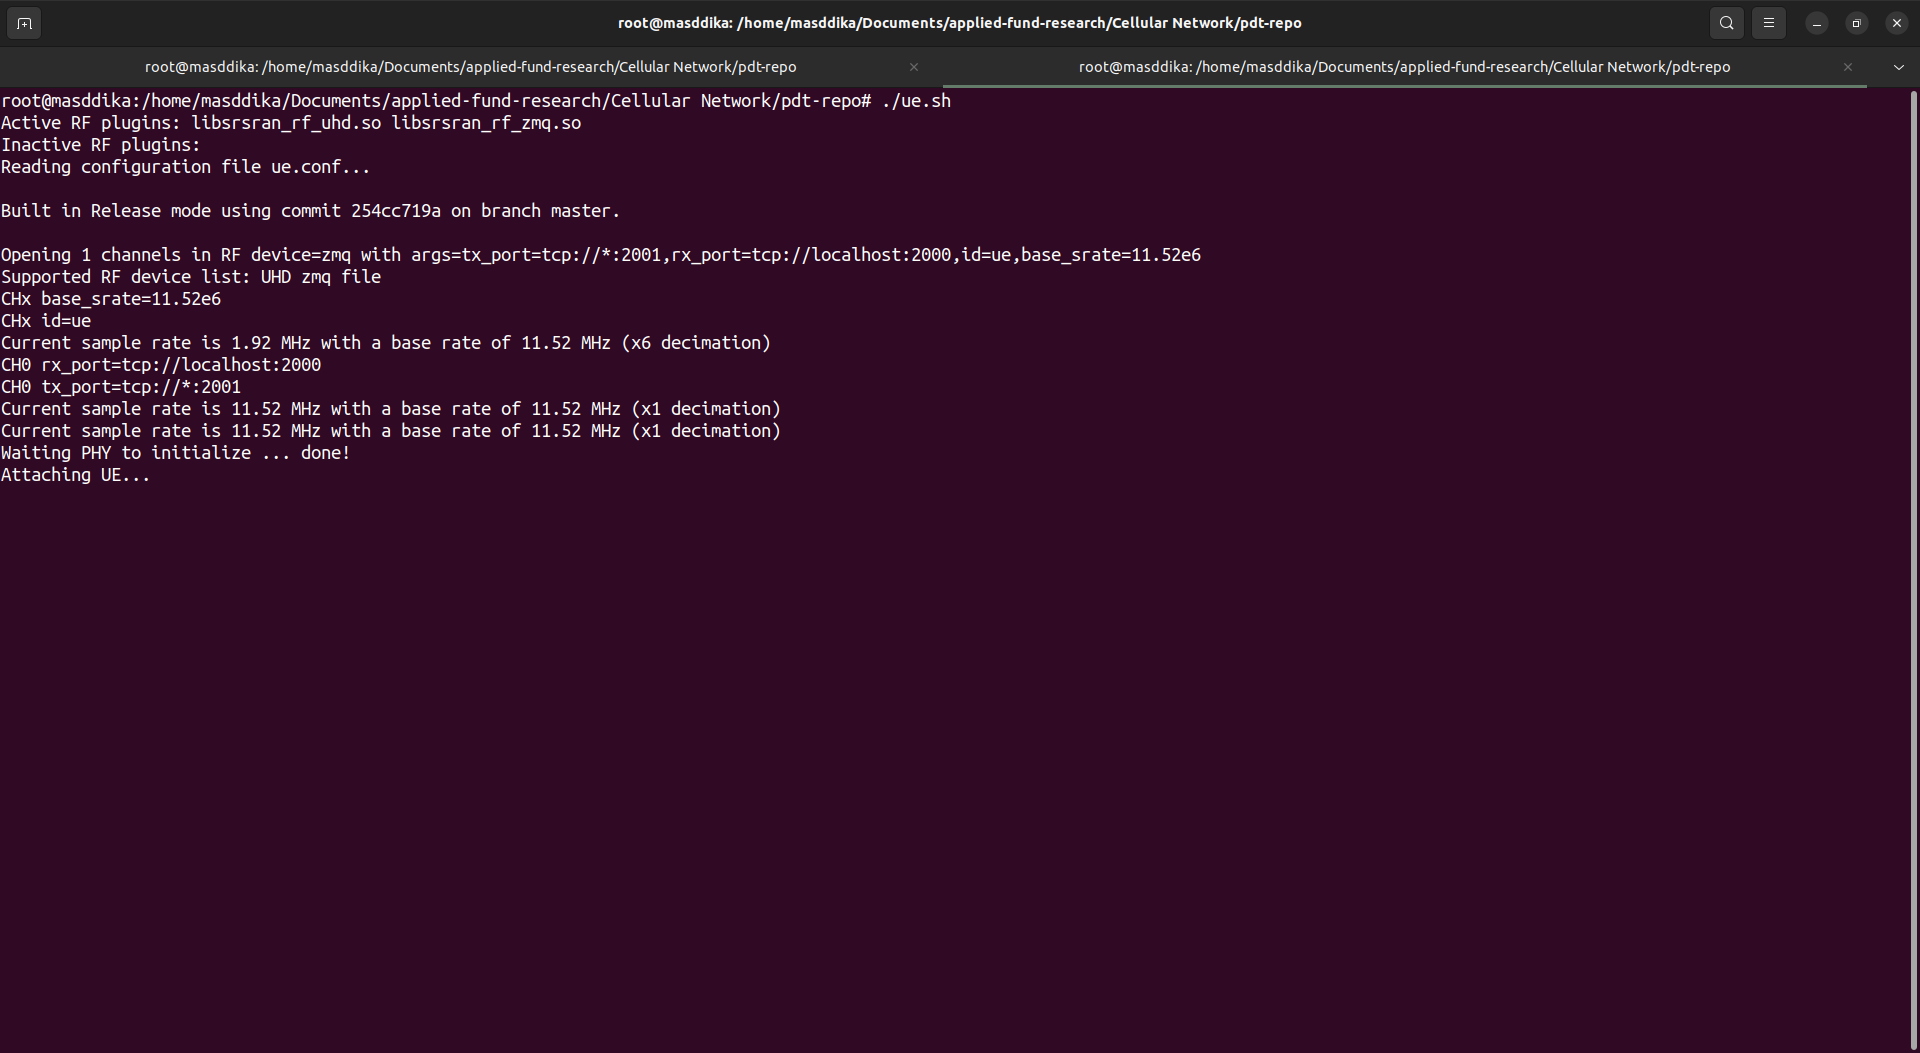 root@masddika: /home/masddika/Documents/applied-fund-research/Cellular Network/pdt-repo
root@masddika: /home/masddika/Documents/applied-fund-research/Cellular Network/pdt-repo
root@masddika: /home/masddika/Documents/applied-fund-research/Cellular Network/pdt-repo
root@masddika:/home/masddika/Documents/applied-fund-research/Cellular Network/pdt-repo# ./ue.sh
Active RF plugins: libsrsran_rf_uhd.so libsrsran_rf_zmq.so
Inactive RF plugins:
Reading configuration file ue.conf...
Built in Release mode using commit 254cc719a on branch master.
Opening 1 channels in RF device=zmq with args=tx_port=tcp://*:2001,rx_port=tcp://localhost:2000,id=ue,base_srate=11.52e6
Supported RF device list: UHD zmq file
CHx base_srate=11.52e6
CHx id=ue
Current sample rate is 1.92 MHz with a base rate of 11.52 MHz (x6 decimation)
CH0 rx_port=tcp://localhost:2000
CH0 tx_port=tcp://*:2001
Current sample rate is 11.52 MHz with a base rate of 11.52 MHz (x1 decimation)
Current sample rate is 11.52 MHz with a base rate of 11.52 MHz (x1 decimation)
Waiting PHY to initialize ... done!
Attaching UE...